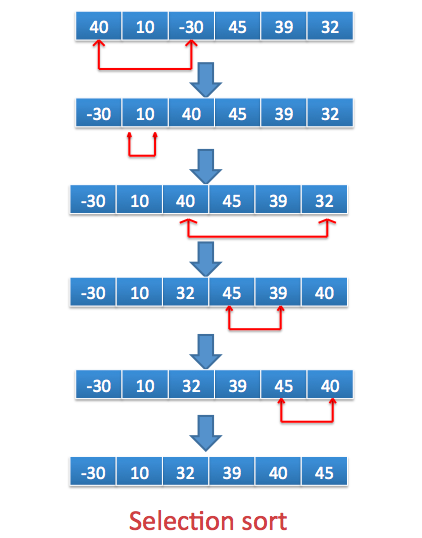 40 10 -30 45 39 32
-30 10 40 45 39 32
-30 10 40 45 39 32
-30 10 32 45 39 40
-30 10 32 39 45 40
-30 10 32 39 40 45
Selection sort